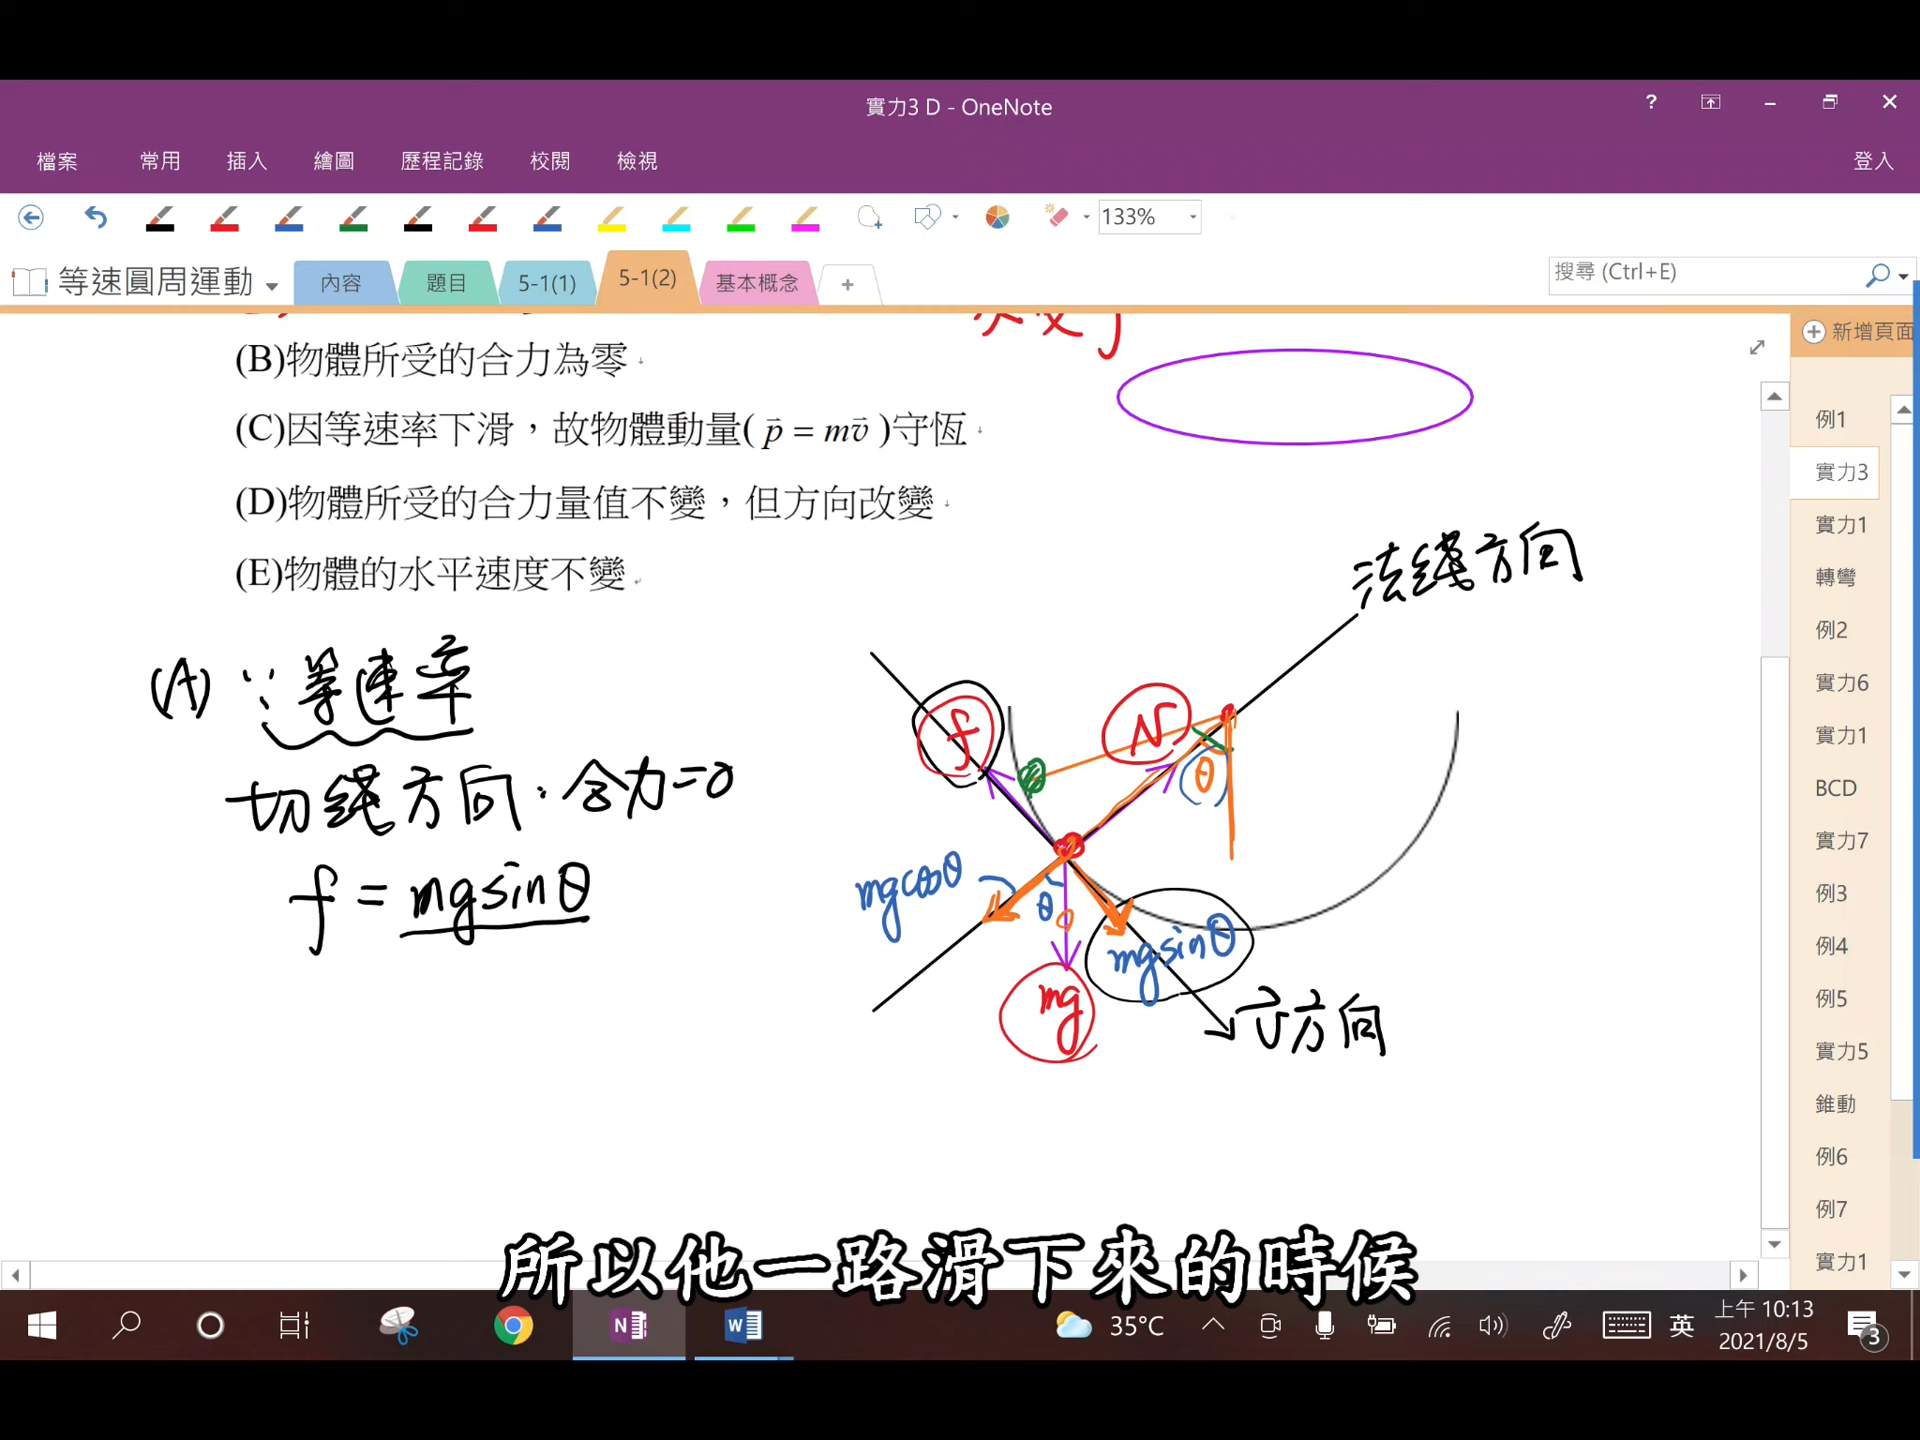 實力3 D - OneNote
?
檔案 常用 插入 繪圖 歷程記錄 校閱 檢視 登入
133%
等速圓周運動 內容 題目 5-1(1) 5-1(2) 基本概念 +
搜尋 (Ctrl+E)
新增頁面
(B)物體所受的合力為零
(C)因等速率下滑，故物體動量( p⃗ = mv⃗ )守恆
(D)物體所受的合力量值不變，但方向改變
(E)物體的水平速度不變
(A) ∵等速率
切線方向：合力=0
f = mgsinθ
法線方向
f
N
θ
mgcosθ
θ
mgsinθ
mg
v⃗方向
例1
實力3
實力1
轉彎
例2
實力6
實力1
BCD
實力7
例3
例4
例5
實力5
錐動
例6
例7
實力1
所以他一路滑下來的時候
35°C
英
上午 10:13
2021/8/5
3